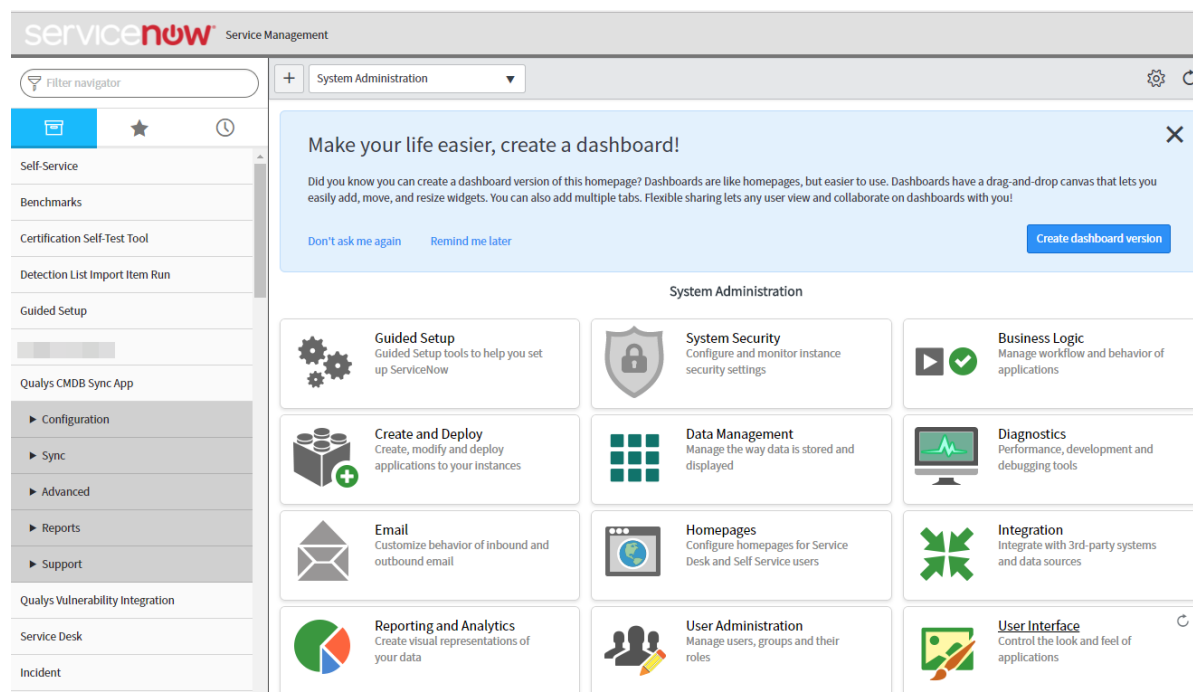 servicenow Service Management
Filter navigator
System Administration
Self-Service
Benchmarks
Certification Self-Test Tool
Detection List Import Item Run
Guided Setup
Qualys CMDB Sync App
Configuration
Sync
Advanced
Reports
Support
Qualys Vulnerability Integration
Service Desk
Incident
Make your life easier, create a dashboard!
Did you know you can create a dashboard version of this homepage? Dashboards are like homepages, but easier to use. Dashboards have a drag-and-drop canvas that lets you
easily add, move, and resize widgets. You can also add multiple tabs. Flexible sharing lets any user view and collaborate on dashboards with you!
Don't ask me again
Remind me later
Create dashboard version
System Administration
Guided Setup
Guided Setup tools to help you set
up ServiceNow
System Security
Configure and monitor instance
security settings
Business Logic
Manage workflow and behavior of
applications
Create and Deploy
Create, modify and deploy
applications to your instances
Data Management
Manage the way data is stored and
displayed
Diagnostics
Performance, development and
debugging tools
Email
Customize behavior of inbound and
outbound email
Homepages
Configure homepages for Service
Desk and Self Service users
Integration
Integrate with 3rd-party systems
and data sources
Reporting and Analytics
Create visual representations of
your data
User Administration
Manage users, groups and their
roles
User Interface
Control the look and feel of
applications